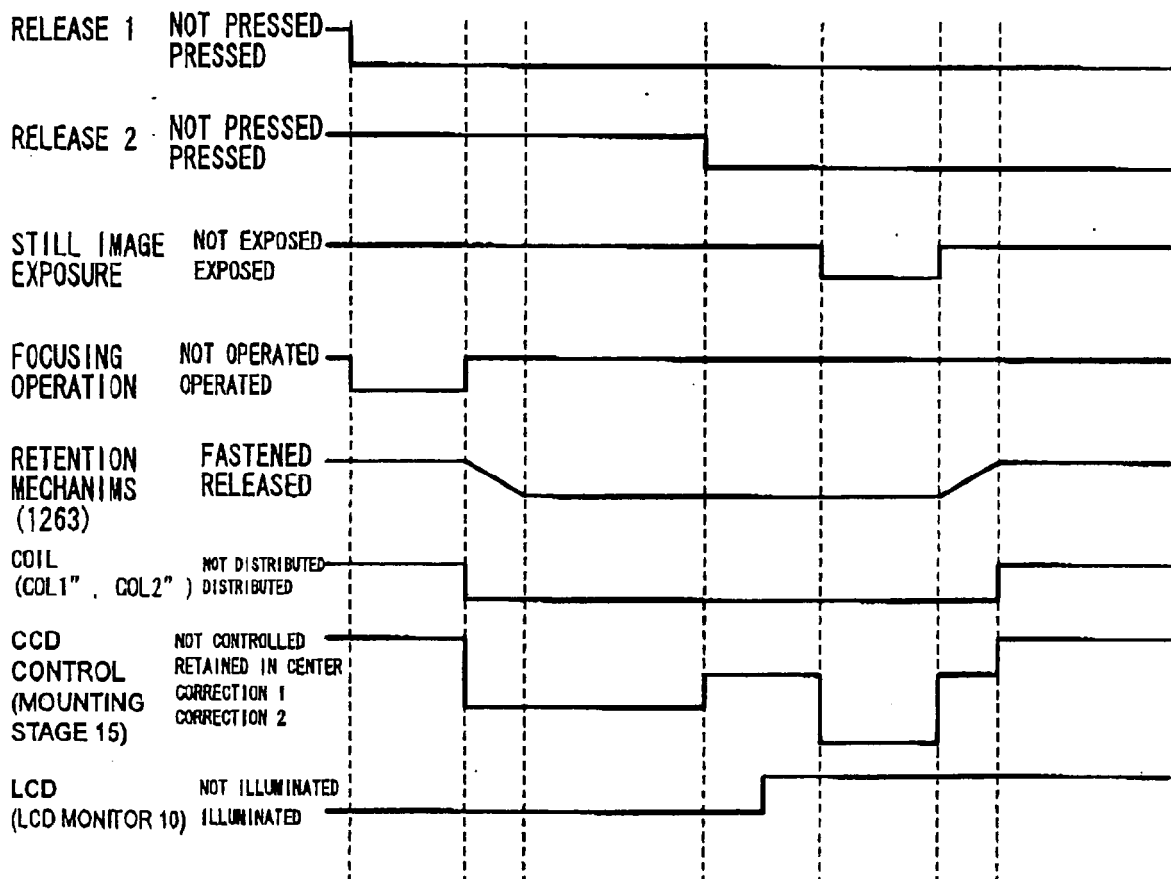 RELEASE 1 NOT PRESSED
PRESSED
RELEASE 2 NOT PRESSED
PRESSED
STILL IMAGE NOT EXPOSED
EXPOSURE EXPOSED
FOCUSING NOT OPERATED
OPERATION OPERATED
RETENTION FASTENED
MECHANIMS RELEASED
(1263)
COIL NOT DISTRIBUTED
(COL1", COL2") DISTRIBUTED
CCD NOT CONTROLLED
CONTROL RETAINED IN CENTER
(MOUNTING CORRECTION 1
STAGE 15) CORRECTION 2
LCD NOT ILLUMINATED
(LCD MONITOR 10) ILLUMINATED